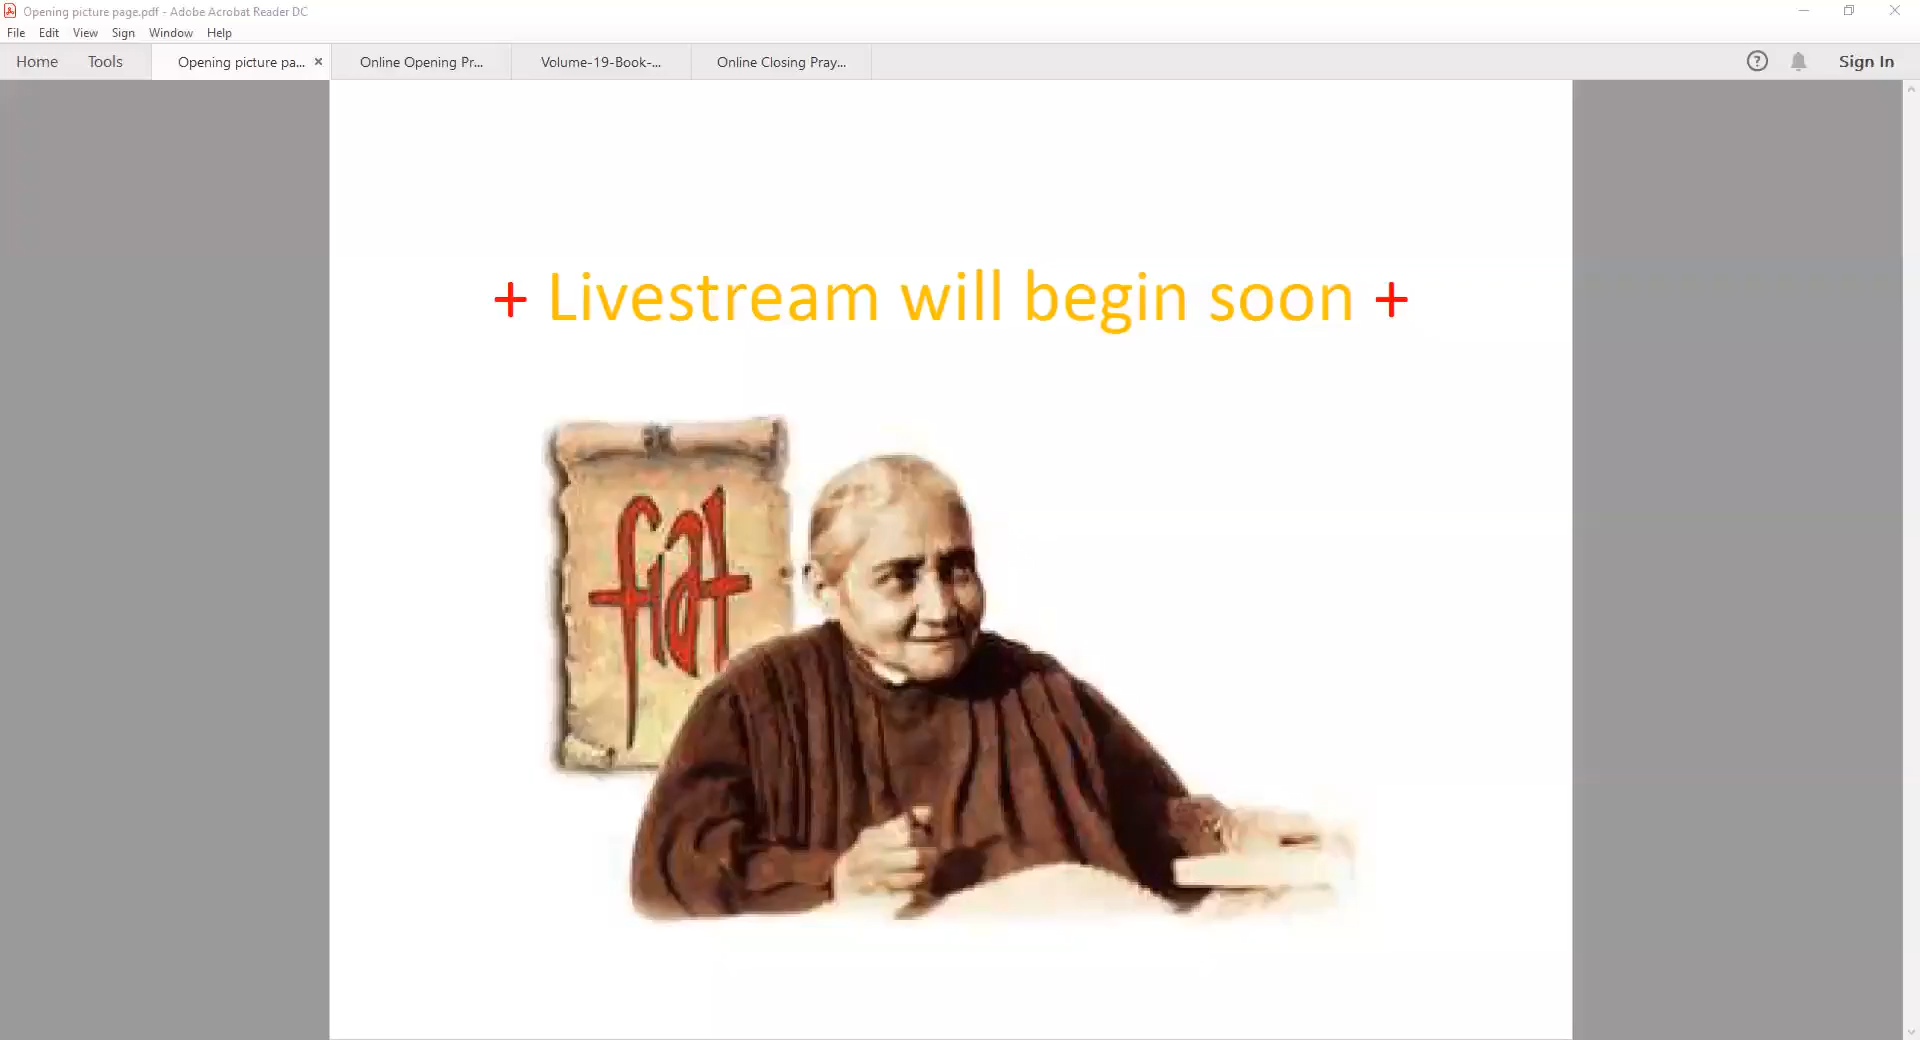 Opening picture page.pdf - Adobe Acrobat Reader DC
File Edit View Sign Window Help
Home Tools Opening picture pa... × Online Opening Pr... Volume-19-Book-... Online Closing Pray... ? Sign In
+ Livestream will begin soon +
fiat